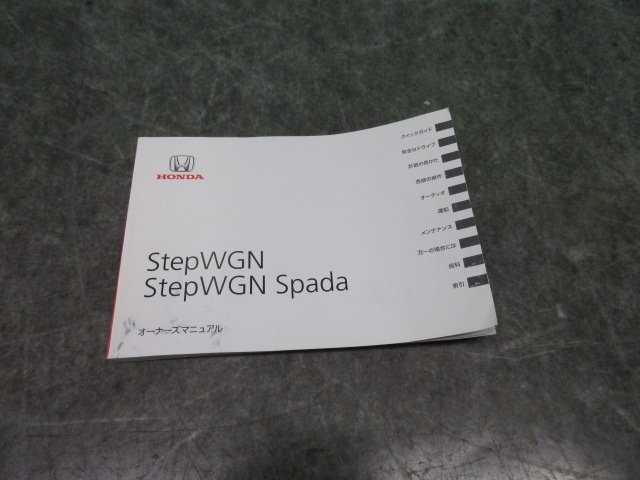 HONDA
StepWGN
StepWGN Spada
オーナーズマニュアル
クイックガイド
安全なドライブ
計器の見かた
各部の操作
オーディオ
運転
メンテナンス
万一の場合には
資料
索引